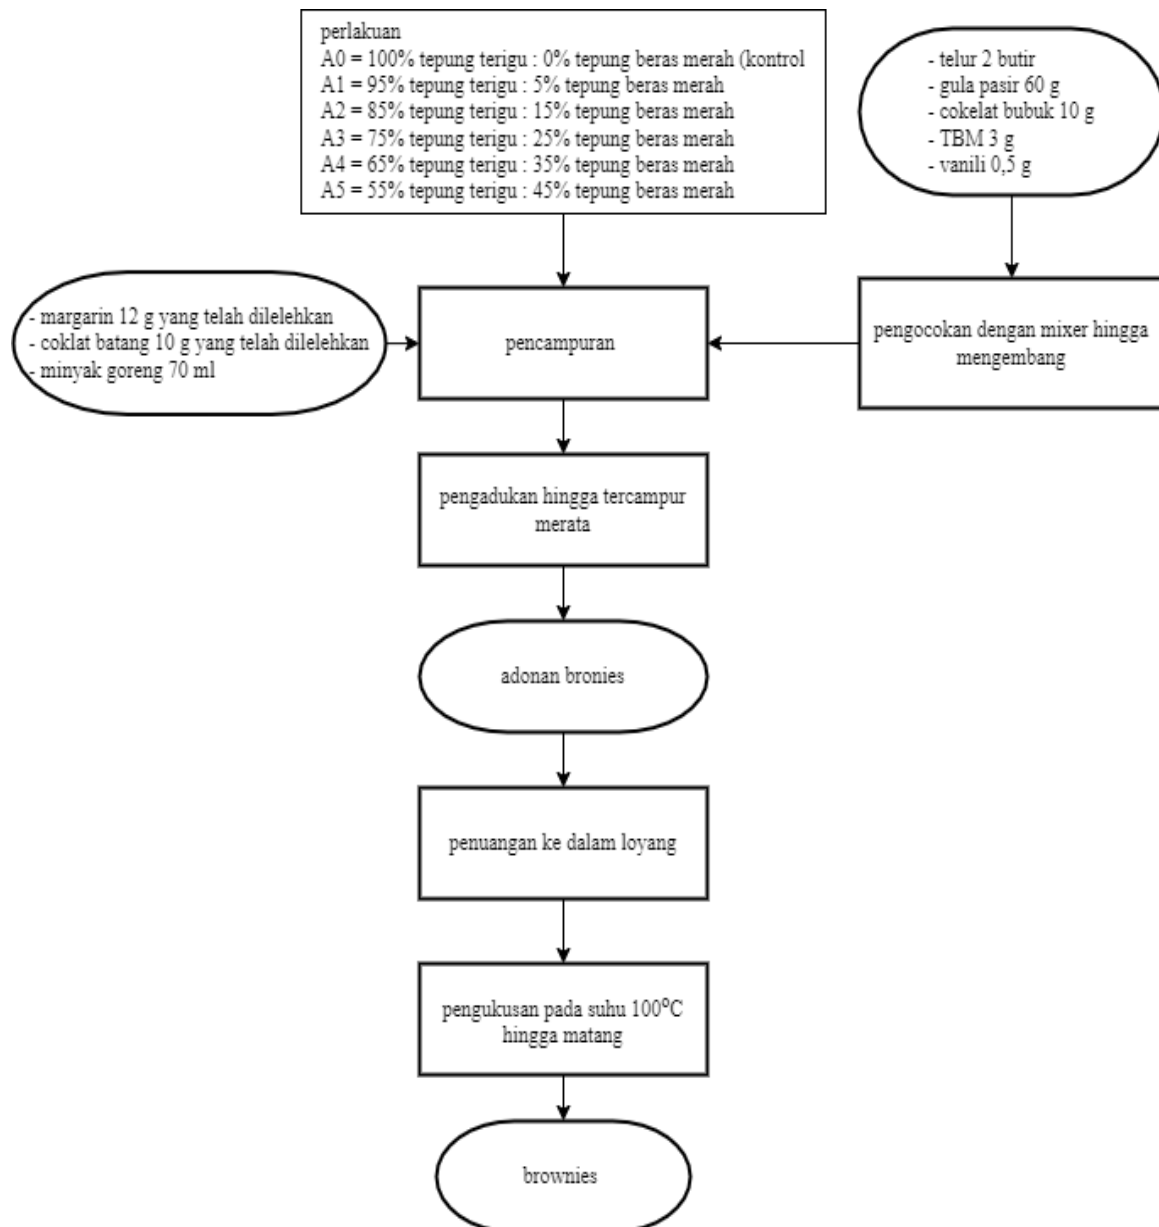 perlakuan
A0 = 100% tepung terigu : 0% tepung beras merah (kontrol
A1 = 95% tepung terigu : 5% tepung beras merah
A2 = 85% tepung terigu : 15% tepung beras merah
A3 = 75% tepung terigu : 25% tepung beras merah
A4 = 65% tepung terigu : 35% tepung beras merah
A5 = 55% tepung terigu : 45% tepung beras merah
- telur 2 butir
- gula pasir 60 g
- cokelat bubuk 10 g
- TBM 3 g
- vanili 0,5 g
- margarin 12 g yang telah dilelehkan
- coklat batang 10 g yang telah dilelehkan
- minyak goreng 70 ml
pencampuran
pengocokan dengan mixer hingga
mengembang
pengadukan hingga tercampur
merata
adonan bronies
penuangan ke dalam loyang
pengukusan pada suhu 100°C
hingga matang
brownies